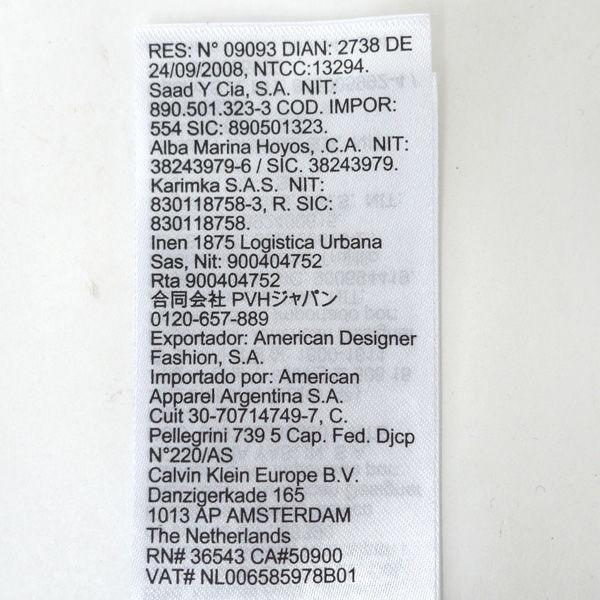 RES: N° 09093 DIAN: 2738 DE
24/09/2008, NTCC:13294.
Saad Y Cia, S.A. NIT:
890.501.323-3 COD. IMPOR:
554 SIC: 890501323.
Alba Marina Hoyos, .C.A. NIT:
38243979-6 / SIC. 38243979.
Karimka S.A.S. NIT:
830118758-3, R. SIC:
830118758.
Inen 1875 Logistica Urbana
Sas, Nit: 900404752
Rta 900404752
合同会社 PVHジャパン
0120-657-889
Exportador: American Designer
Fashion, S.A.
Importado por: American
Apparel Argentina S.A.
Cuit 30-70714749-7, C.
Pellegrini 739 5 Cap. Fed. Djcp
N°220/AS
Calvin Klein Europe B.V.
Danzigerkade 165
1013 AP AMSTERDAM
The Netherlands
RN# 36543 CA#50900
VAT# NL006585978B01